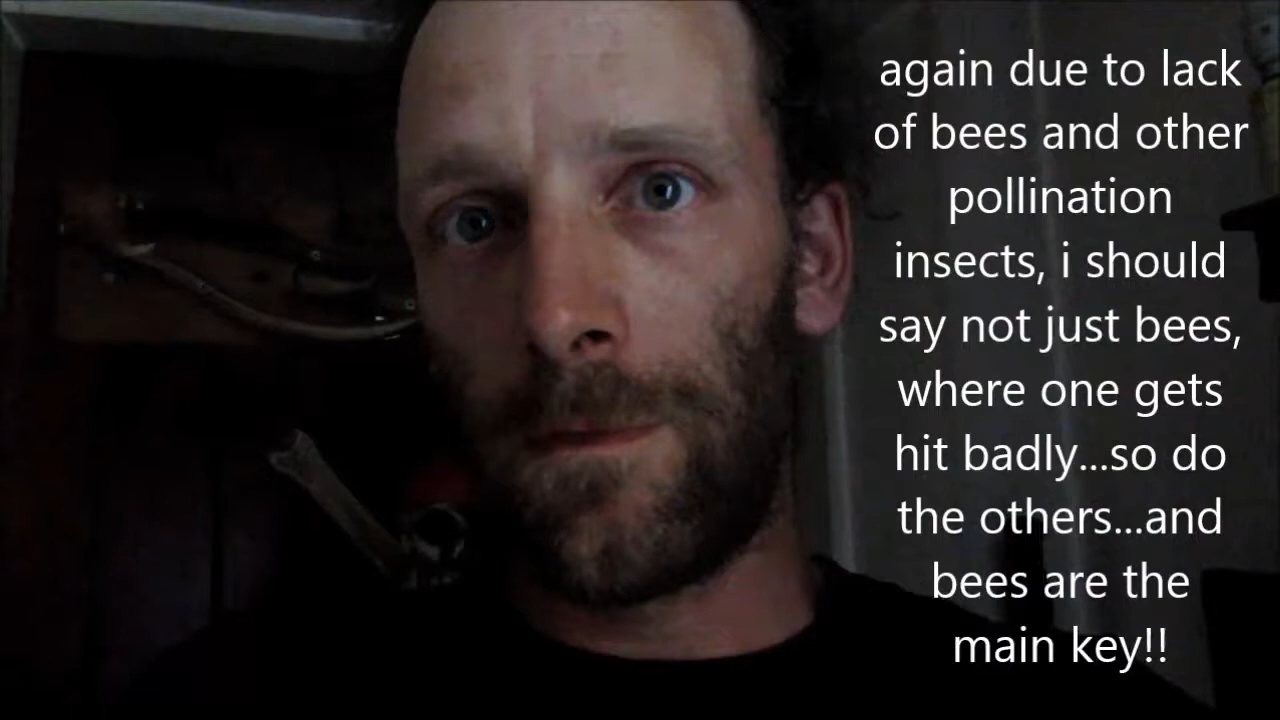 again due to lack
of bees and other
pollination
insects, i should
say not just bees,
where one gets
hit badly...so do
the others...and
bees are the
main key!!